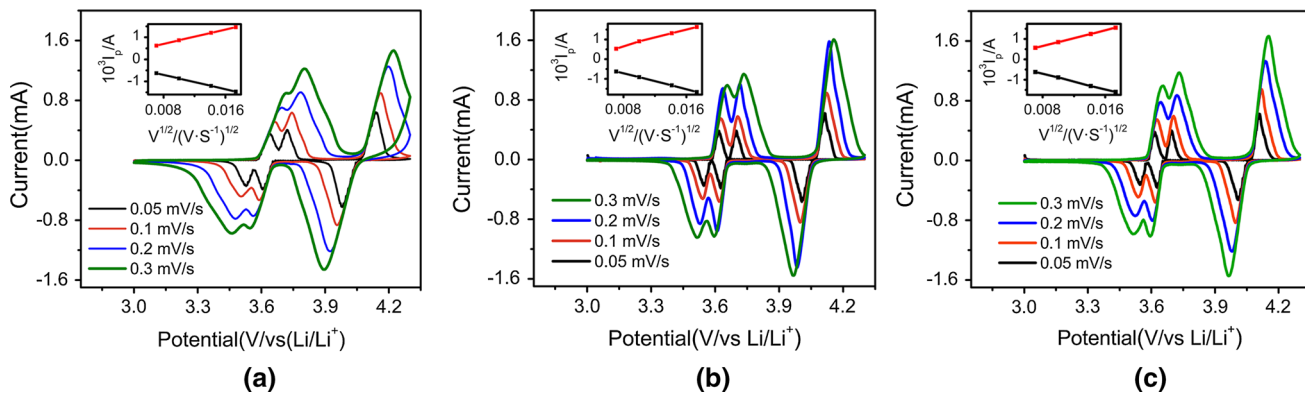 10³Iₚ/A
1
0
-1
0.008 0.016
V^1/2/(V·S⁻¹)^1/2
Current(mA)
1.6
0.8
0.0
-0.8
-1.6
0.05 mV/s
0.1 mV/s
0.2 mV/s
0.3 mV/s
3.0 3.3 3.6 3.9 4.2
Potential(V/vs(Li/Li⁺)
(a)
10³Iₚ/A
1
0
-1
0.008 0.016
V^1/2/(V·S⁻¹)^1/2
Current(mA)
1.6
0.8
0.0
-0.8
-1.6
0.3 mV/s
0.2 mV/s
0.1 mV/s
0.05 mV/s
3.0 3.3 3.6 3.9 4.2
Potential(V/vs Li/Li⁺)
(b)
10³Iₚ/A
1
0
-1
0.008 0.016
V^1/2/(V·S⁻¹)^1/2
Current(mA)
1.6
0.8
0.0
-0.8
-1.6
0.3 mV/s
0.2 mV/s
0.1 mV/s
0.05 mV/s
3.0 3.3 3.6 3.9 4.2
Potential(V/vs Li/Li⁺)
(c)